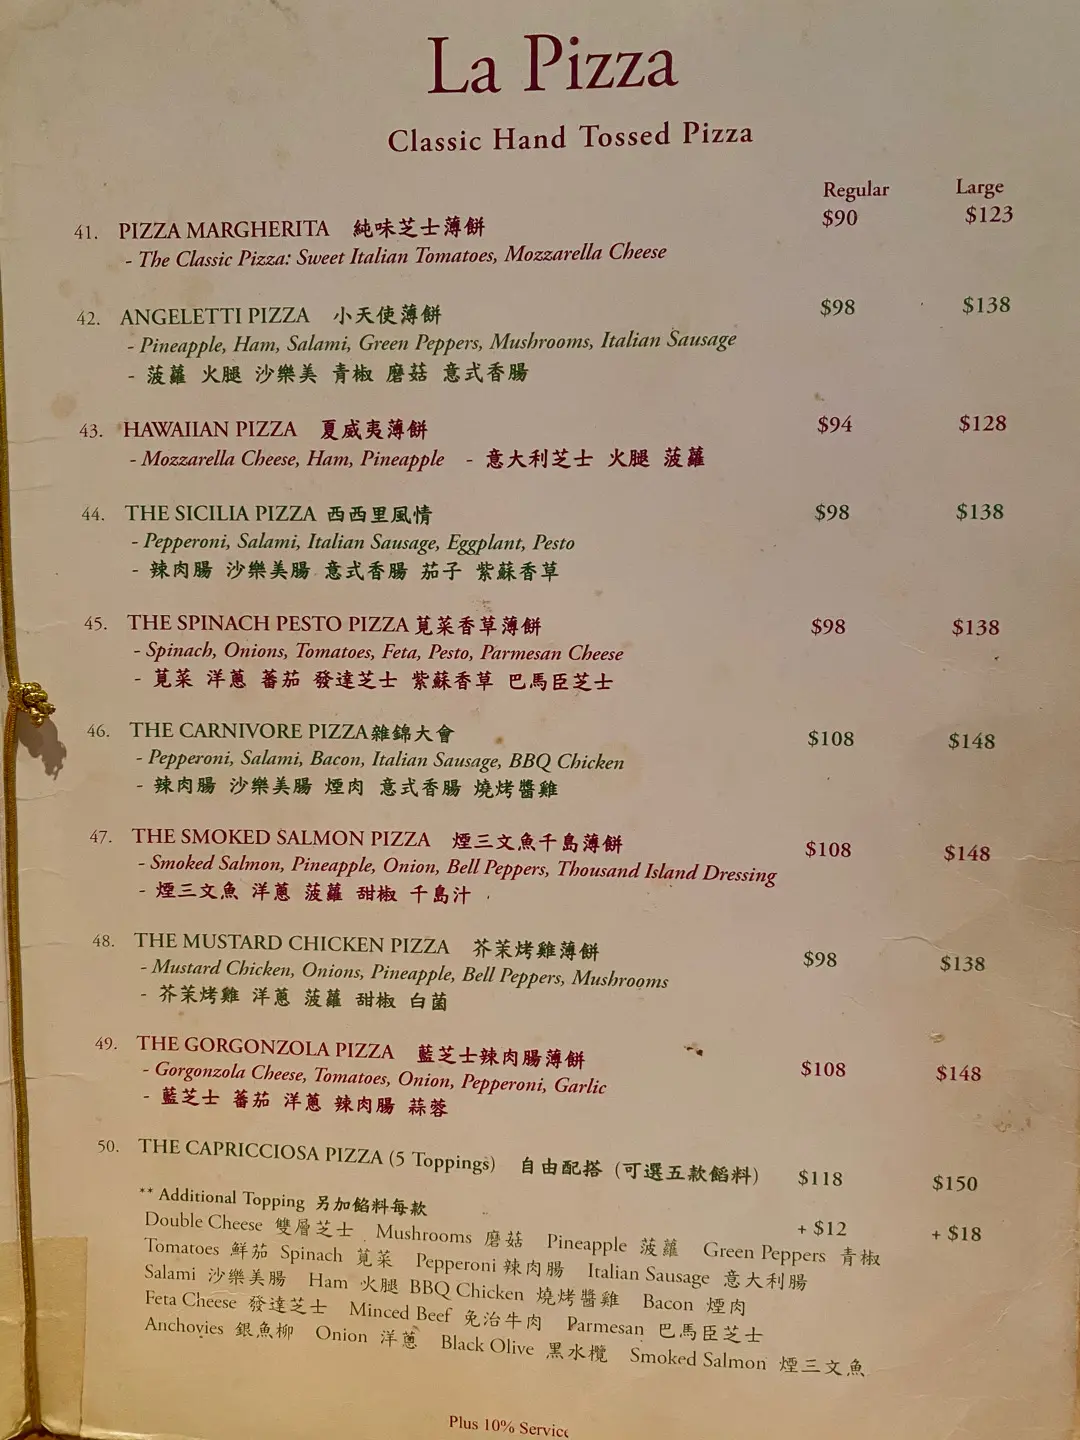 La Pizza
Classic Hand Tossed Pizza
Regular Large
41. PIZZA MARGHERITA 純味芝士薄餅 $90 $123
- The Classic Pizza: Sweet Italian Tomatoes, Mozzarella Cheese
42. ANGELETTI PIZZA 小天使薄餅 $98 $138
- Pineapple, Ham, Salami, Green Peppers, Mushrooms, Italian Sausage
- 菠蘿 火腿 沙樂美 青椒 磨菇 意式香腸
43. HAWAIIAN PIZZA 夏威夷薄餅 $94 $128
- Mozzarella Cheese, Ham, Pineapple - 意大利芝士 火腿 菠蘿
44. THE SICILIA PIZZA 西西里風情 $98 $138
- Pepperoni, Salami, Italian Sausage, Eggplant, Pesto
- 辣肉腸 沙樂美腸 意式香腸 茄子 紫蘇香草
45. THE SPINACH PESTO PIZZA 莧菜香草薄餅 $98 $138
- Spinach, Onions, Tomatoes, Feta, Pesto, Parmesan Cheese
- 莧菜 洋蔥 蕃茄 發達芝士 紫蘇香草 巴馬臣芝士
46. THE CARNIVORE PIZZA雜錦大會 $108 $148
- Pepperoni, Salami, Bacon, Italian Sausage, BBQ Chicken
- 辣肉腸 沙樂美腸 煙肉 意式香腸 燒烤醬雞
47. THE SMOKED SALMON PIZZA 煙三文魚千島薄餅 $108 $148
- Smoked Salmon, Pineapple, Onion, Bell Peppers, Thousand Island Dressing
- 煙三文魚 洋蔥 菠蘿 甜椒 千島汁
48. THE MUSTARD CHICKEN PIZZA 芥茉烤雞薄餅 $98 $138
- Mustard Chicken, Onions, Pineapple, Bell Peppers, Mushrooms
- 芥茉烤雞 洋蔥 菠蘿 甜椒 白菌
49. THE GORGONZOLA PIZZA 藍芝士辣肉腸薄餅 $108 $148
- Gorgonzola Cheese, Tomatoes, Onion, Pepperoni, Garlic
- 藍芝士 蕃茄 洋蔥 辣肉腸 蒜蓉
50. THE CAPRICCIOSA PIZZA (5 Toppings) 自由配搭 (可選五款餡料) $118 $150
** Additional Topping 另加餡料每款 + $12 + $18
Double Cheese 雙層芝士 Mushrooms 磨菇 Pineapple 菠蘿 Green Peppers 青椒
Tomatoes 鮮茄 Spinach 莧菜 Pepperoni 辣肉腸 Italian Sausage 意大利腸
Salami 沙樂美腸 Ham 火腿 BBQ Chicken 燒烤醬雞 Bacon 煙肉
Feta Cheese 發達芝士 Minced Beef 免治牛肉 Parmesan 巴馬臣芝士
Anchovies 銀魚柳 Onion 洋蔥 Black Olive 黑水欖 Smoked Salmon 煙三文魚
Plus 10% Service